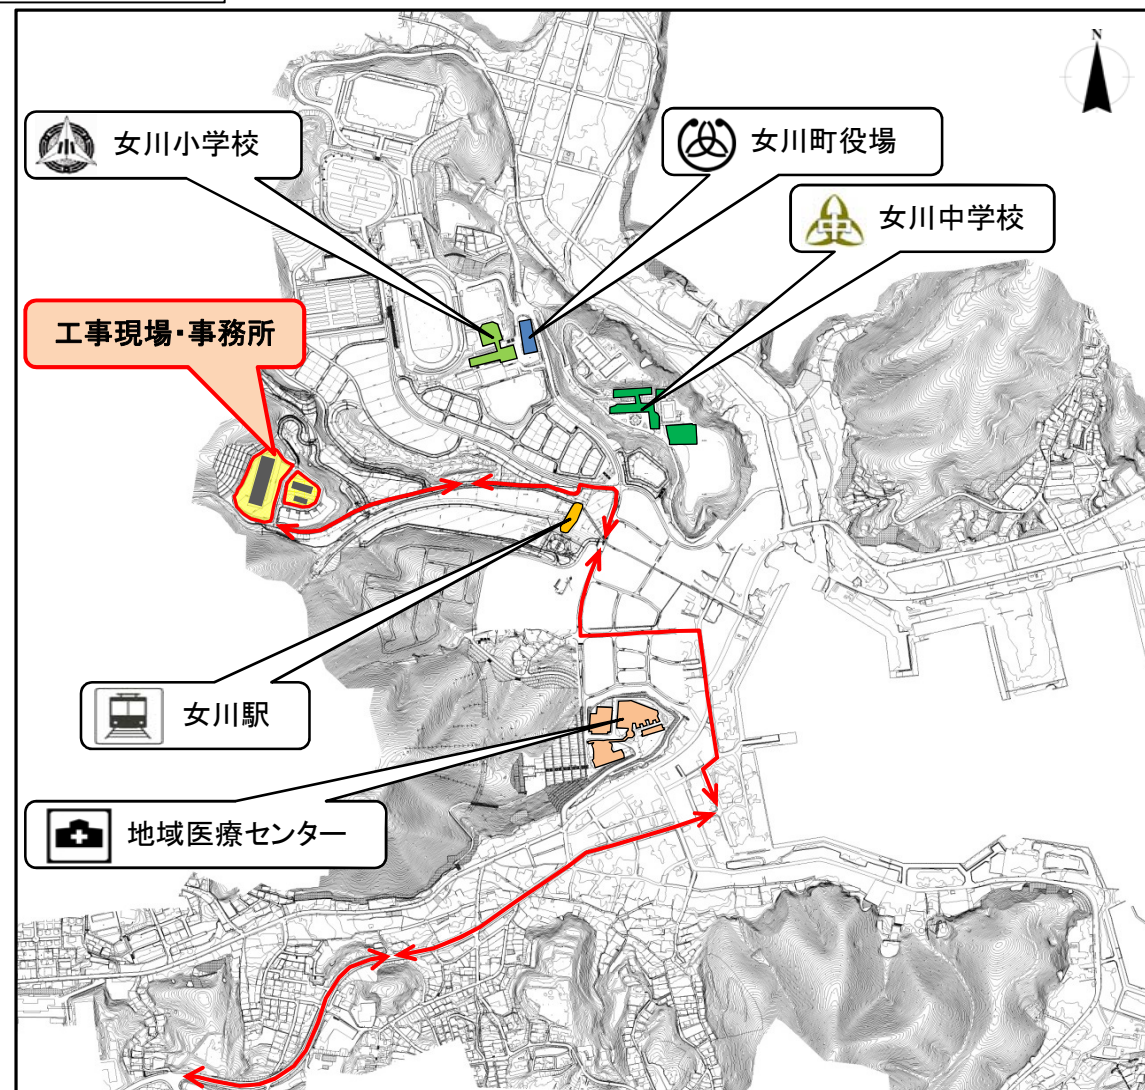 N
女川小学校
女川町役場
女川中学校
工事現場・事務所
女川駅
地域医療センター